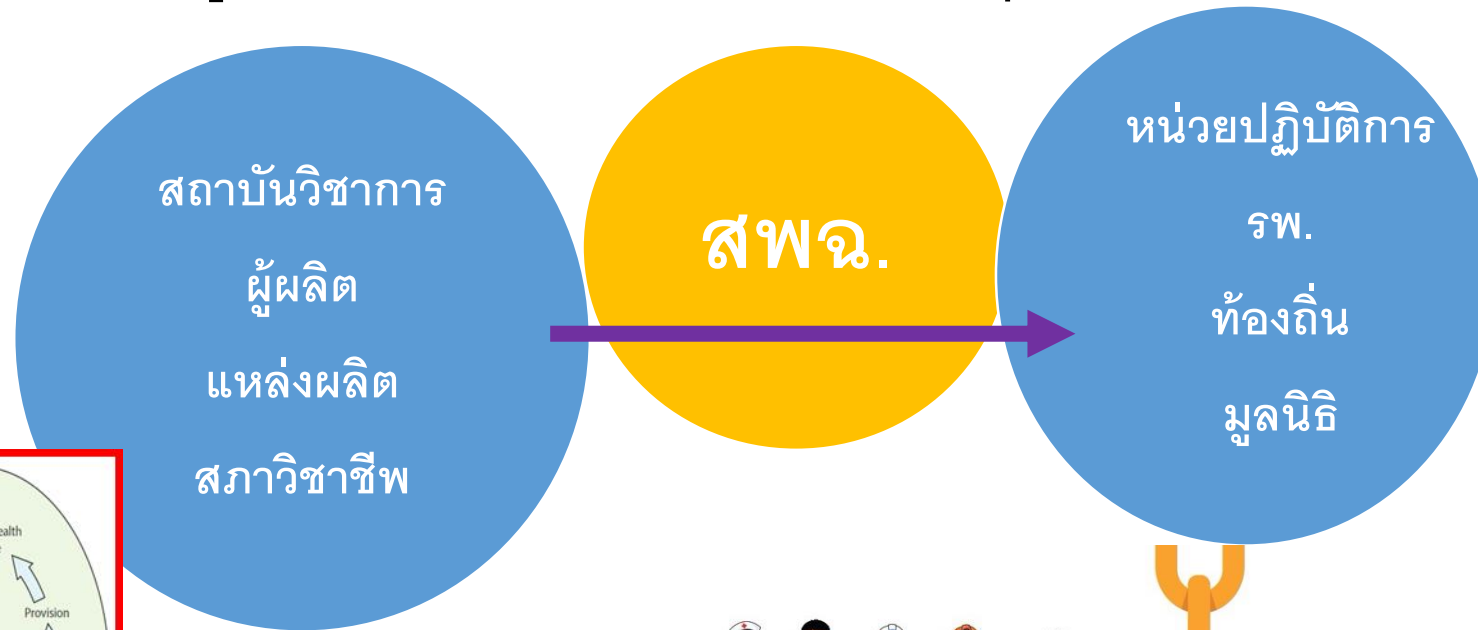 สถาบันวิชาการ
ผู้ผลิต
แหล่งผลิต
สภาวิชาชีพ
สพฉ.
หน่วยปฏิบัติการ
รพ.
ท้องถิ่น
มูลนิธิ
Provision